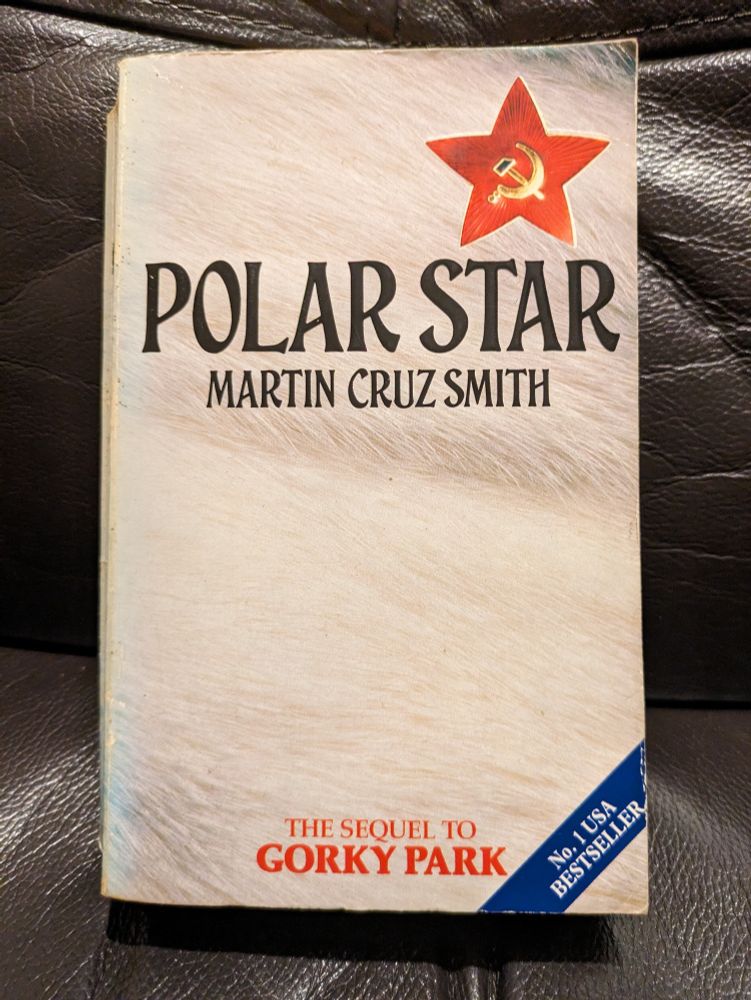 POLAR STAR
MARTIN CRUZ SMITH
THE SEQUEL TO
GORKY PARK
No. 1 USA
BESTSELLER